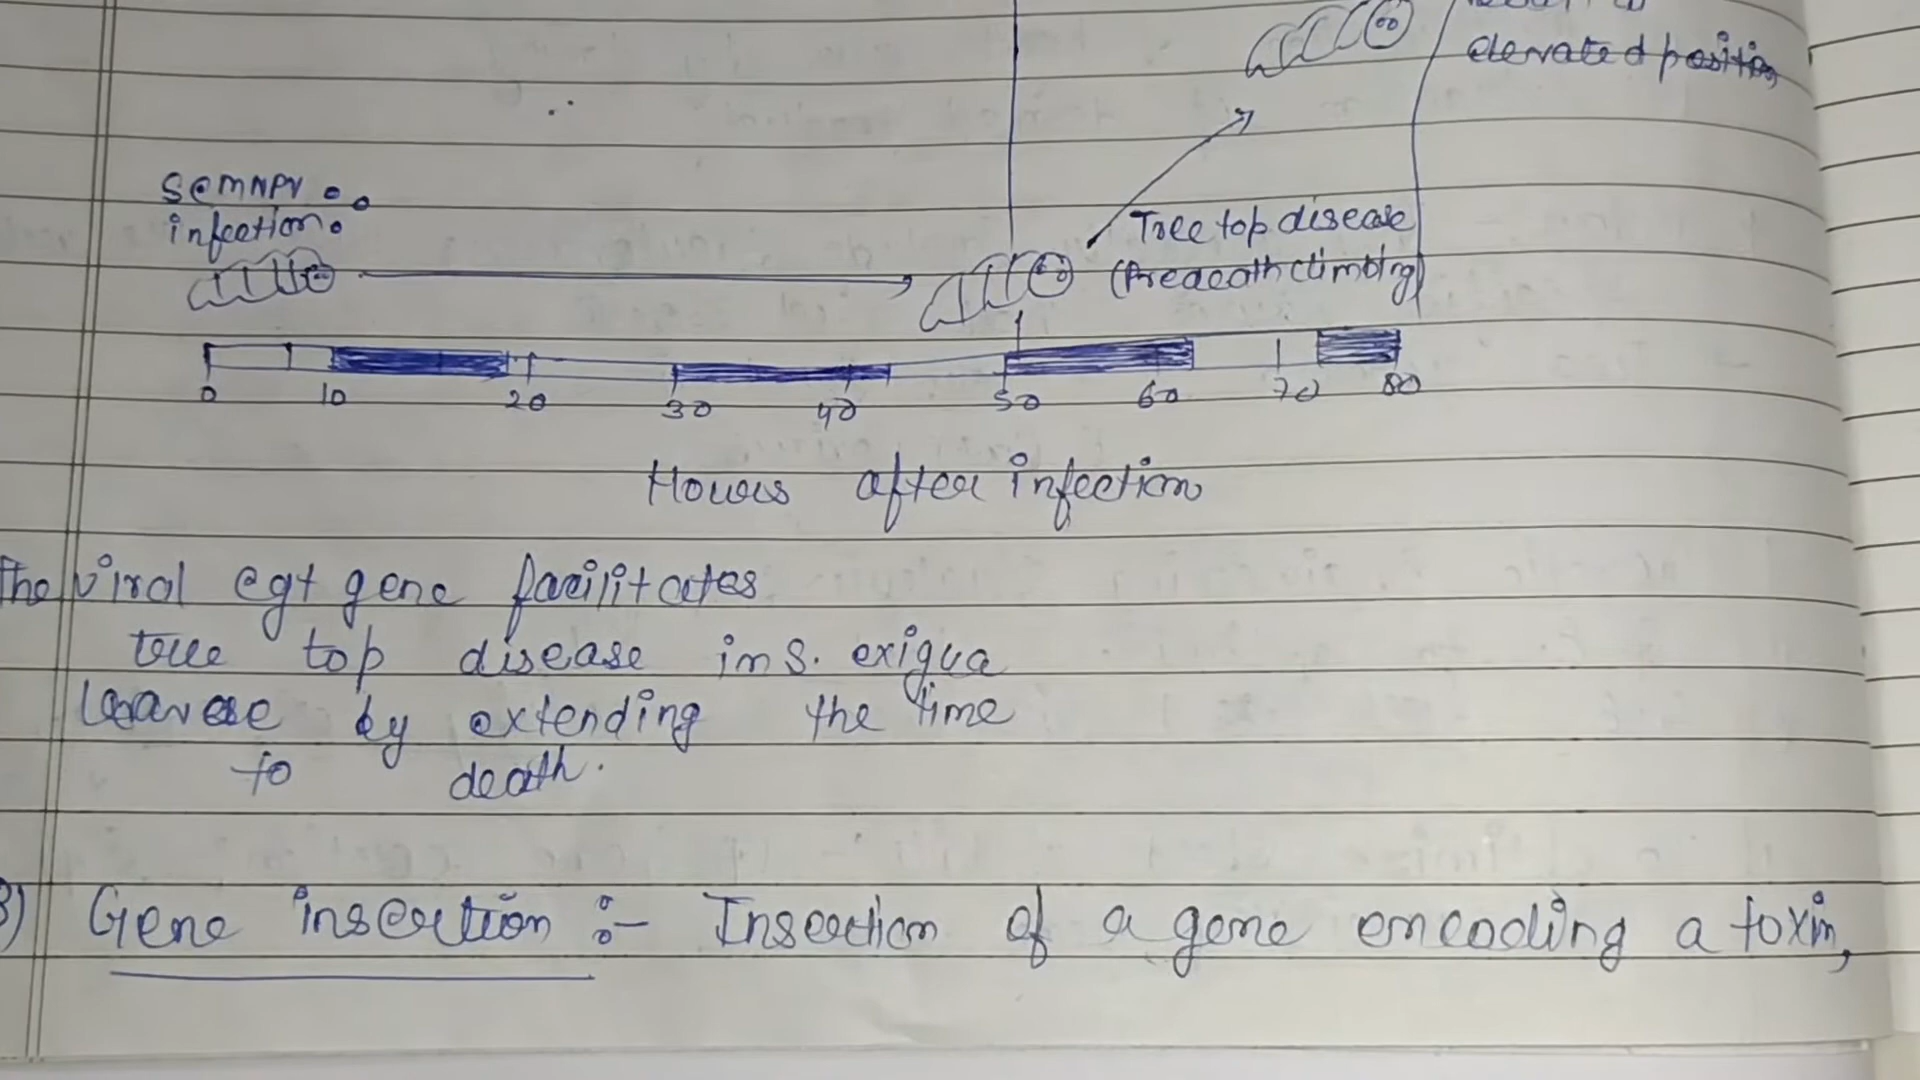 elevated position
SeMNPV
infection
Tree top disease
(Predeath climbing)
0 10 20 30 40 50 60 70 80
Hours after infection
The viral egt gene facilitates
tree top disease in S. exigua
larvae by extending the time
to death.
3) Gene insertion :- Insertion of a gene encoding a toxin,